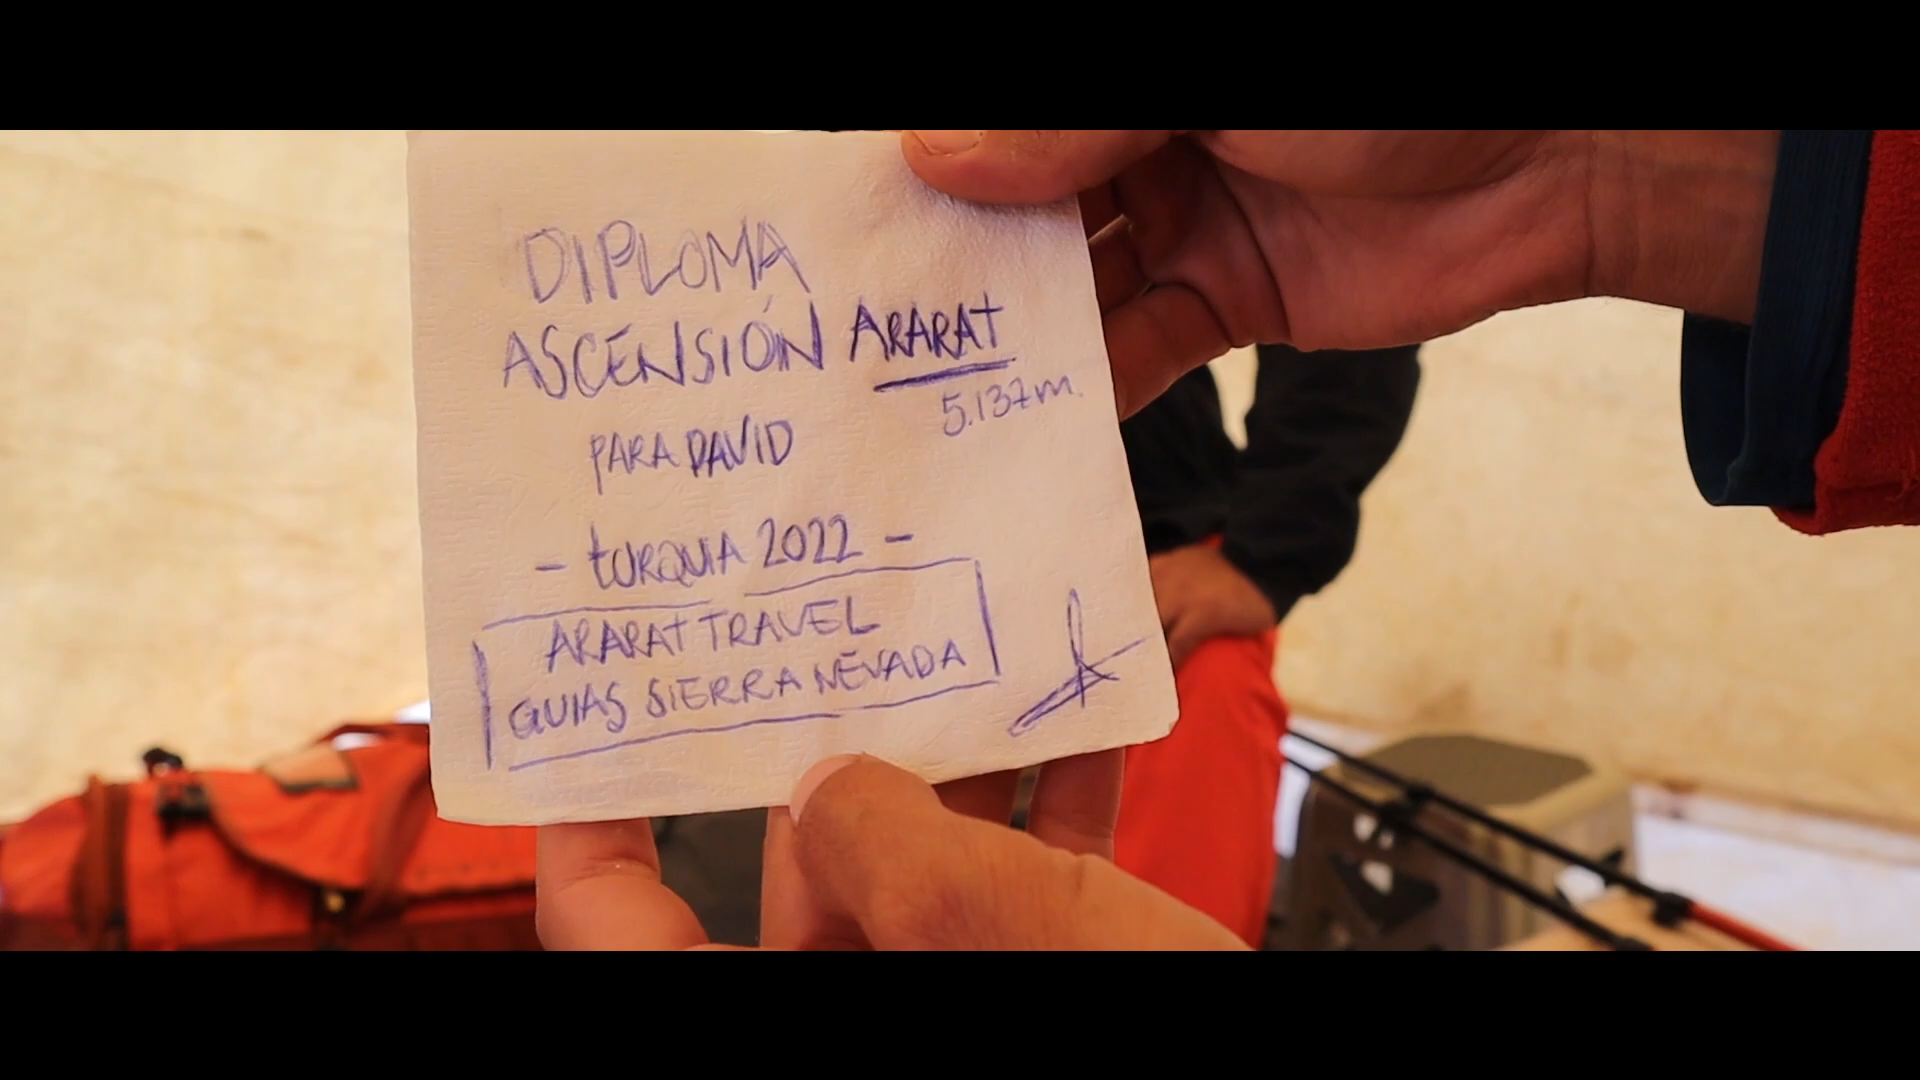 DIPLOMA
ASCENSIÓN ARARAT
5.137m.
PARA DAVID
- TURQUIA 2022 -
ARARAT TRAVEL
GUIAS SIERRA NEVADA